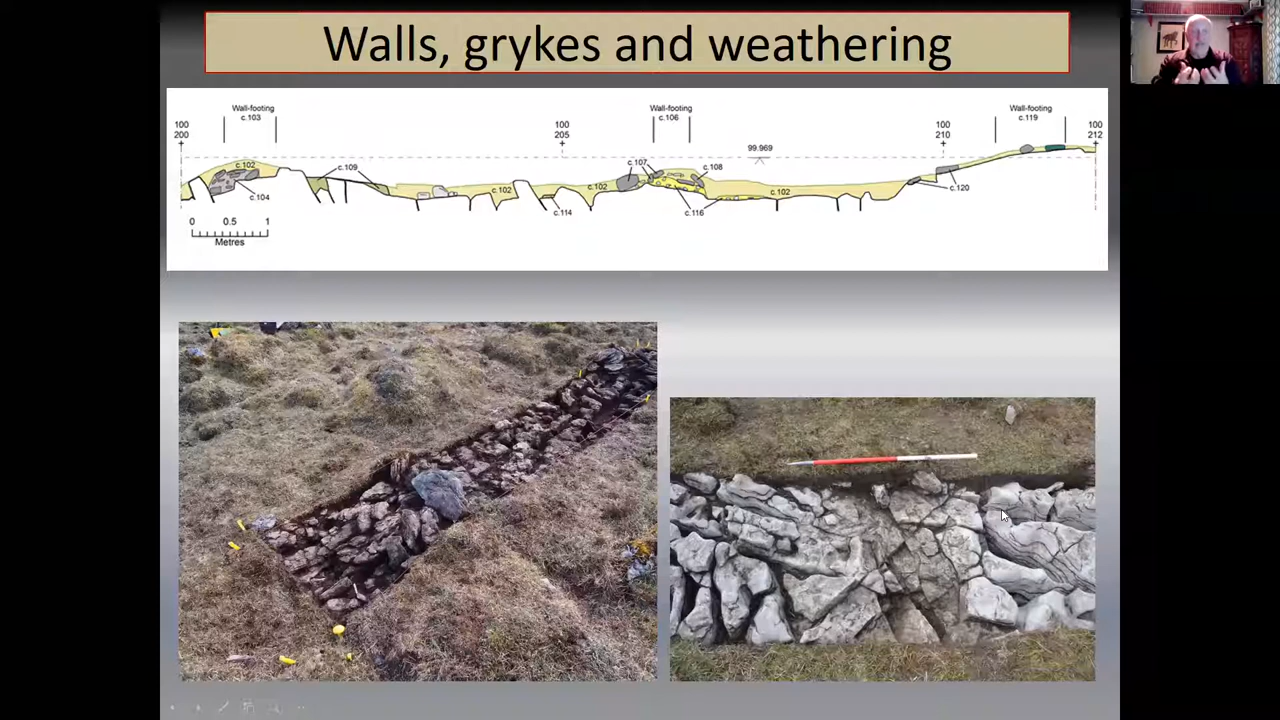 Walls, grykes and weathering
Wall-footing
c.103
Wall-footing
c.106
Wall-footing
c.119
100
200
100
205
100
210
100
212
99.969
c.102
c.109
c.104
c.102
c.114
c.102
c.107
c.108
c.116
c.102
c.120
0 0.5 1
Metres